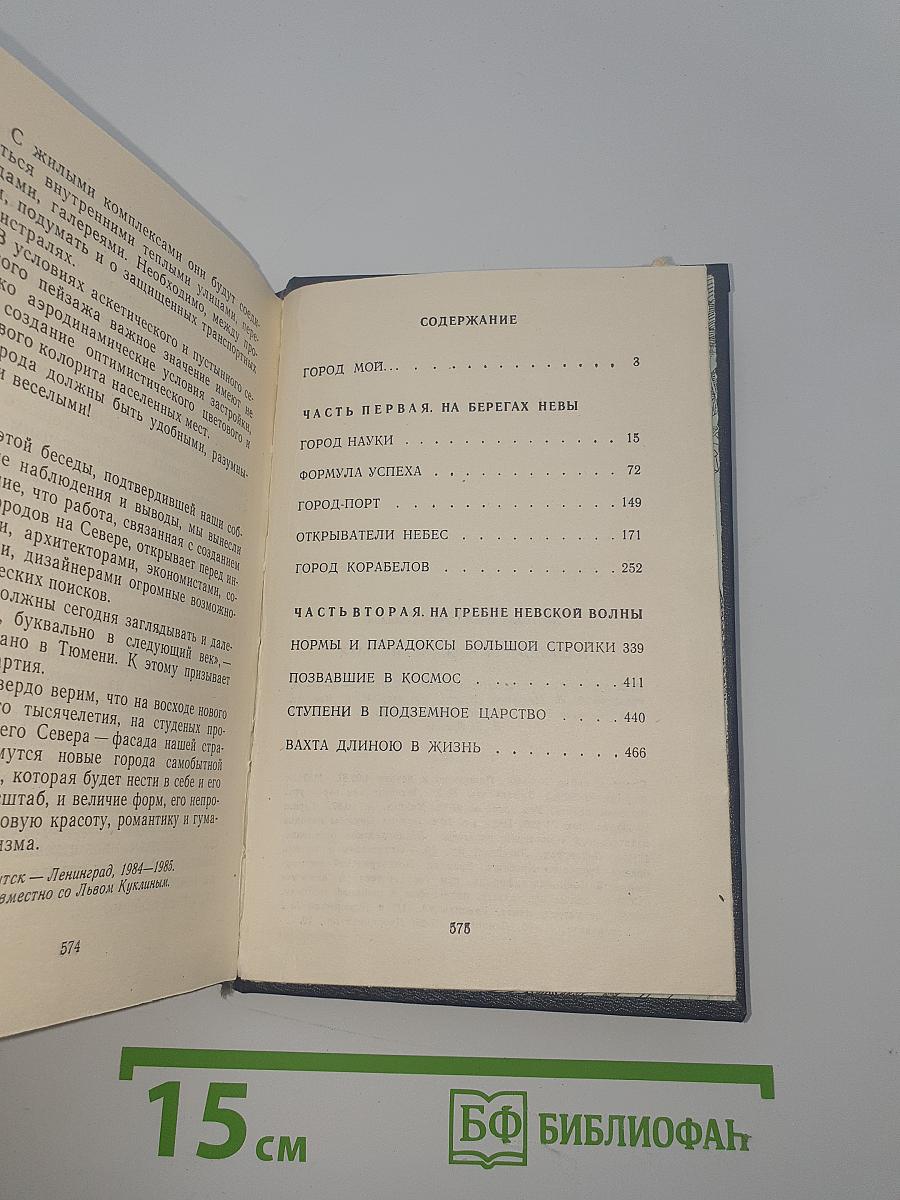 С жилыми комплексами они будут соеди-
ться внутренними теплыми улицами, пере-
дами, галереями. Необходимо, между про-
подумать и о защищенных транспортных
истралях.
В условиях аскетического и пустынного се-
ного пейзажа важное значение имеют не
ко аэродинамические условия застройки,
создание оптимистического цветового и
вого колорита населенных мест.
рода должны быть удобными, разумны-
и веселыми!
этой беседы, подтвердившей наши соб-
е наблюдения и выводы, мы вынесли
ние, что работа, связанная с созданием
ородов на Севере, открывает перед ин-
и, архитекторами, экономистами, со-
и, дизайнерами огромные возможно-
еских поисков.
олжны сегодня заглядывать и дале-
, буквально в следующий век», —
ано в Тюмени. К этому призывает
артия.
вердо верим, что на восходе нового
го тысячелетия, на студеных про-
его Севера — фасада нашей стра-
мутся новые города самобытной
, которая будет нести в себе и его
сштаб, и величие форм, его непро-
овую красоту, романтику и гума-
изма.
утск — Ленинград, 1984—1985.
вместно со Львом Куклиным.
574
СОДЕРЖАНИЕ
ГОРОД МОЙ... . . . . . . . . . . . . . . 3
ЧАСТЬ ПЕРВАЯ. НА БЕРЕГАХ НЕВЫ
ГОРОД НАУКИ . . . . . . . . . . . . . . 15
ФОРМУЛА УСПЕХА . . . . . . . . . . . . 72
ГОРОД-ПОРТ . . . . . . . . . . . . . . 149
ОТКРЫВАТЕЛИ НЕБЕС . . . . . . . . . . 171
ГОРОД КОРАБЕЛОВ . . . . . . . . . . . 252
ЧАСТЬ ВТОРАЯ. НА ГРЕБНЕ НЕВСКОЙ ВОЛНЫ
НОРМЫ И ПАРАДОКСЫ БОЛЬШОЙ СТРОЙКИ 339
ПОЗВАВШИЕ В КОСМОС . . . . . . . . . 411
СТУПЕНИ В ПОДЗЕМНОЕ ЦАРСТВО . . . . 440
ВАХТА ДЛИНОЮ В ЖИЗНЬ . . . . . . . . 466
575
15 см
БФ БИБЛИОФАН